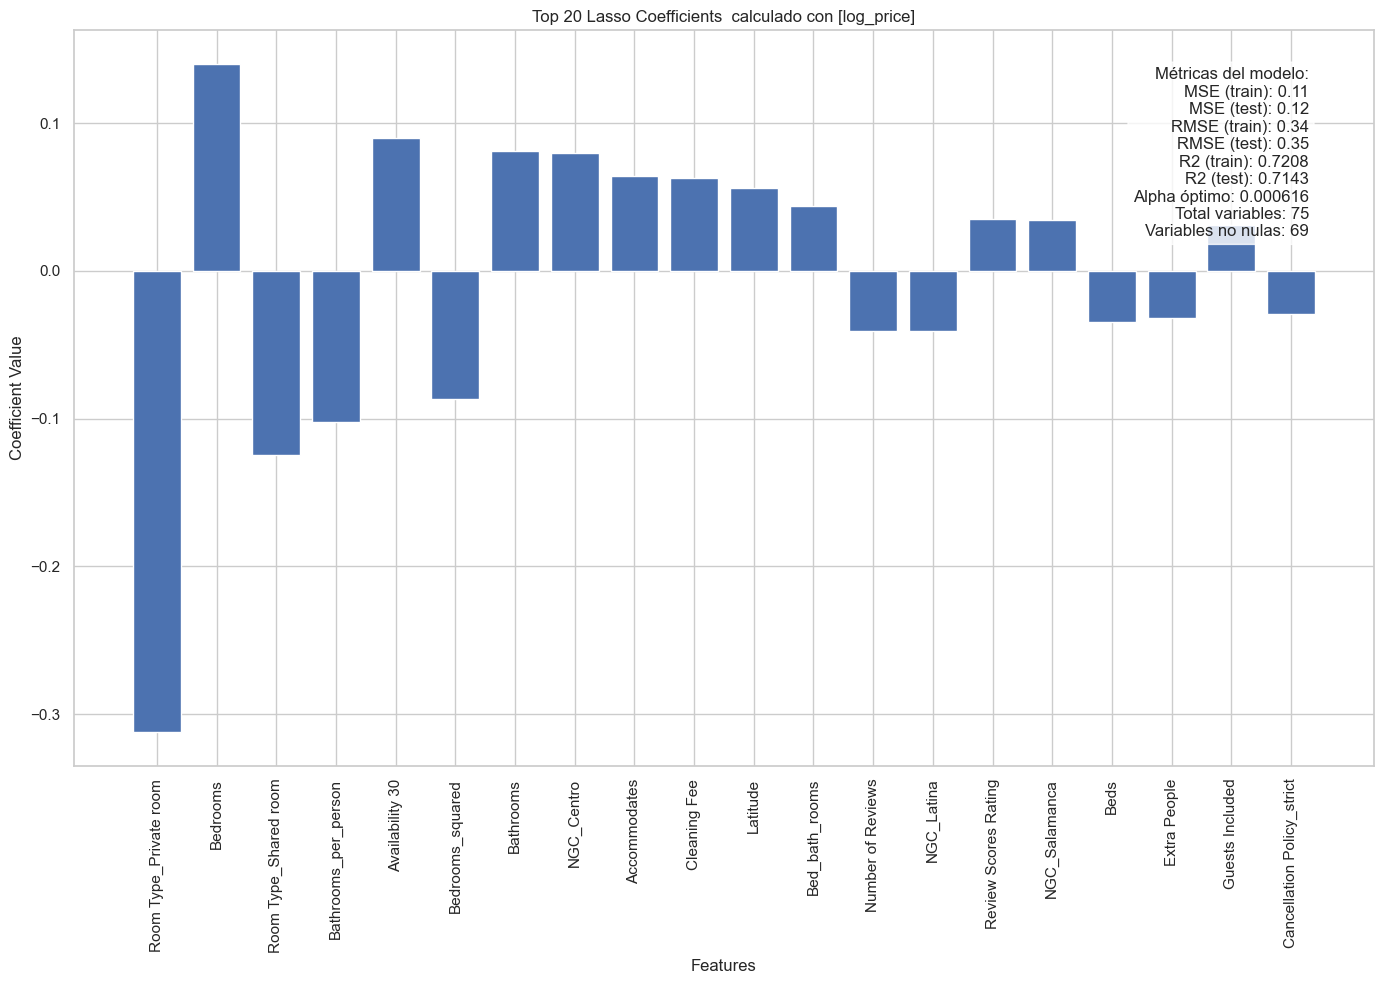 Top 20 Lasso Coefficients  calculado con [log_price]
Métricas del modelo:
MSE (train): 0.11
MSE (test): 0.12
RMSE (train): 0.34
RMSE (test): 0.35
R2 (train): 0.7208
R2 (test): 0.7143
Alpha óptimo: 0.000616
Total variables: 75
Variables no nulas: 69
Coefficient Value
0.1
0.0
−0.1
−0.2
−0.3
Room Type_Private room
Bedrooms
Room Type_Shared room
Bathrooms_per_person
Availability 30
Bedrooms_squared
Bathrooms
NGC_Centro
Accommodates
Cleaning Fee
Latitude
Bed_bath_rooms
Number of Reviews
NGC_Latina
Review Scores Rating
NGC_Salamanca
Beds
Extra People
Guests Included
Cancellation Policy_strict
Features